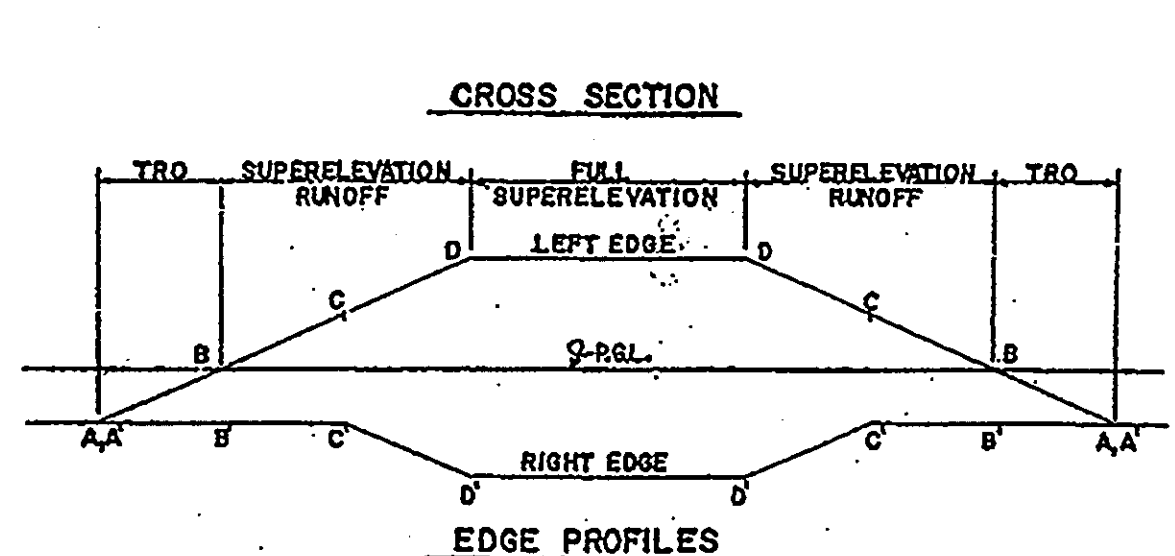 CROSS SECTION
TRO SUPERELEVATION RUNOFF FULL SUPERELEVATION SUPERELEVATION RUNOFF TRO
D LEFT EDGE D
C C
B P.G.L. B
A,A' B' C' C' B' A,A'
RIGHT EDGE
D' D'
EDGE PROFILES